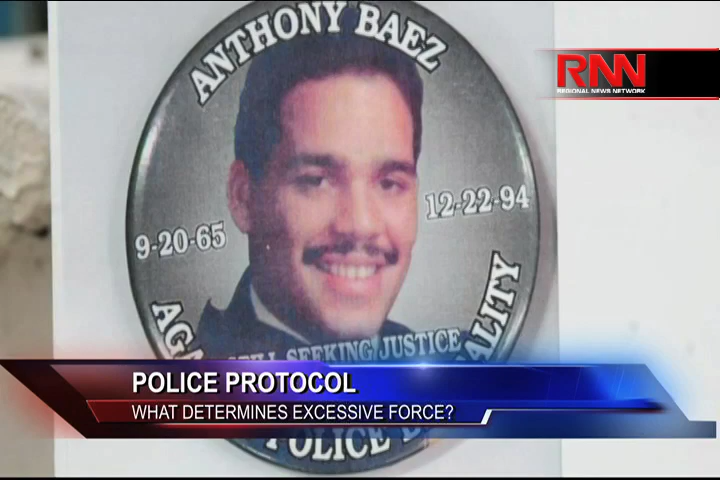 ANTHONY BAEZ
RNN
REGIONAL NEWS NETWORK
9-20-65
12-22-94
SEEKING JUSTICE
POLICE
POLICE PROTOCOL
WHAT DETERMINES EXCESSIVE FORCE?